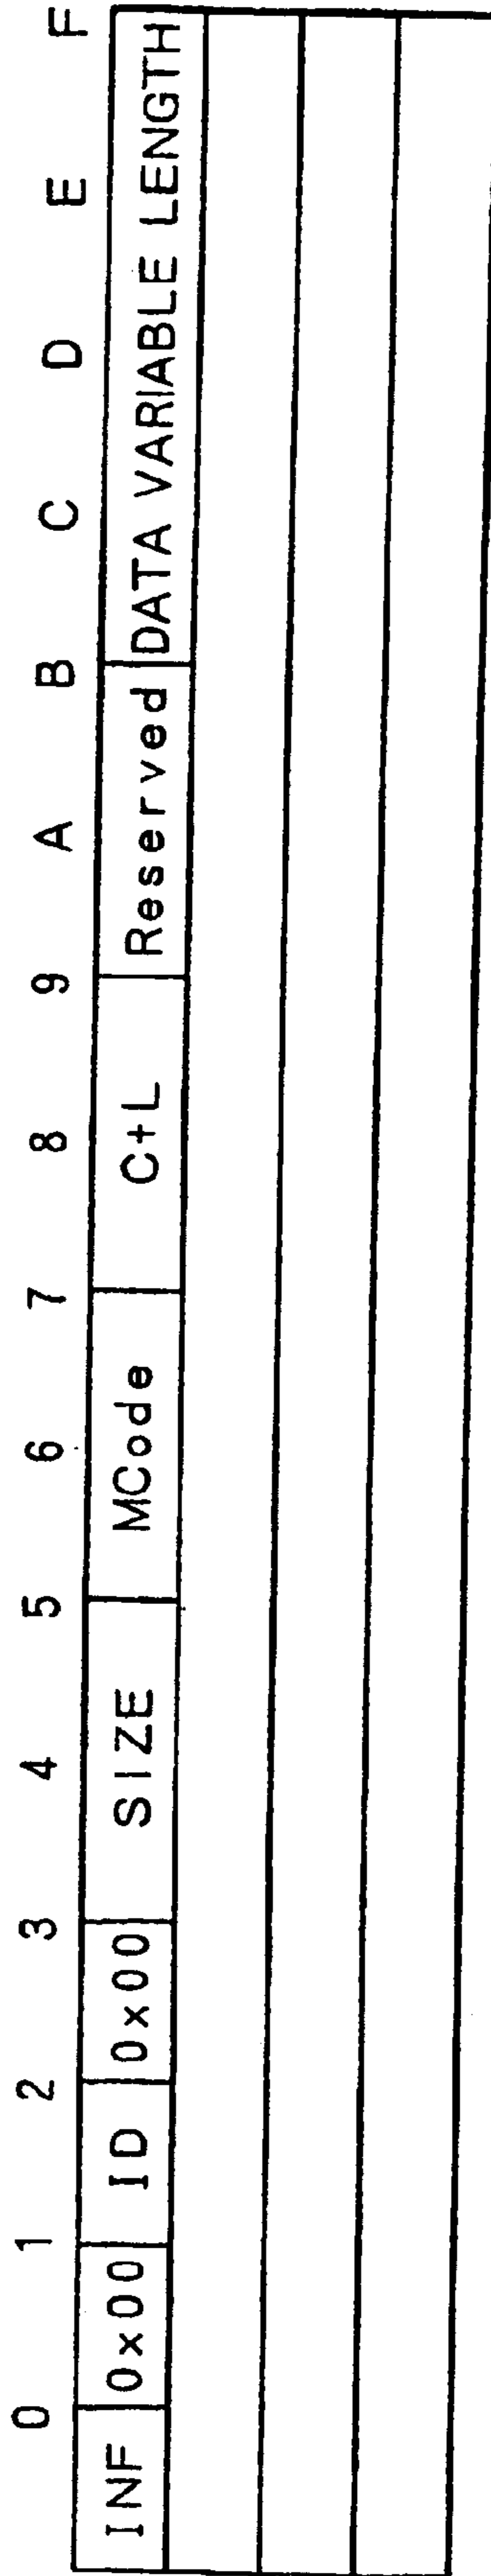 0 1 2 3 4 5 6 7 8 9 A B C D E F
INF 0x00 ID 0x00 SIZE MCode C+L Reserved DATA VARIABLE LENGTH